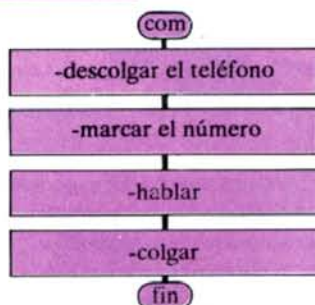 com
-descolgar el teléfono
-marcar el número
-hablar
-colgar
fin